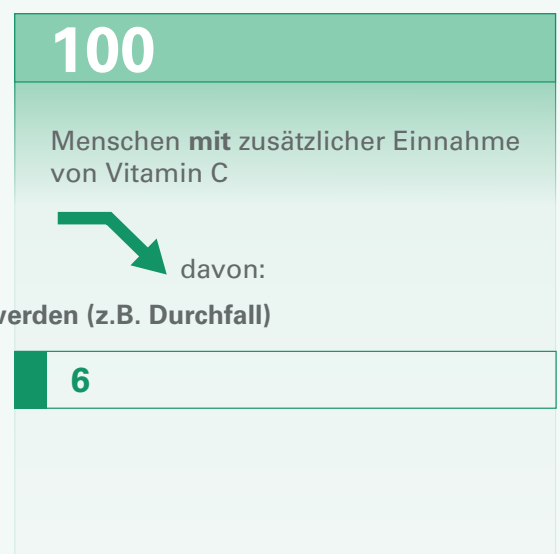 100
Menschen mit zusätzlicher Einnahme
von Vitamin C
davon:
(z.B. Durchfall)
6